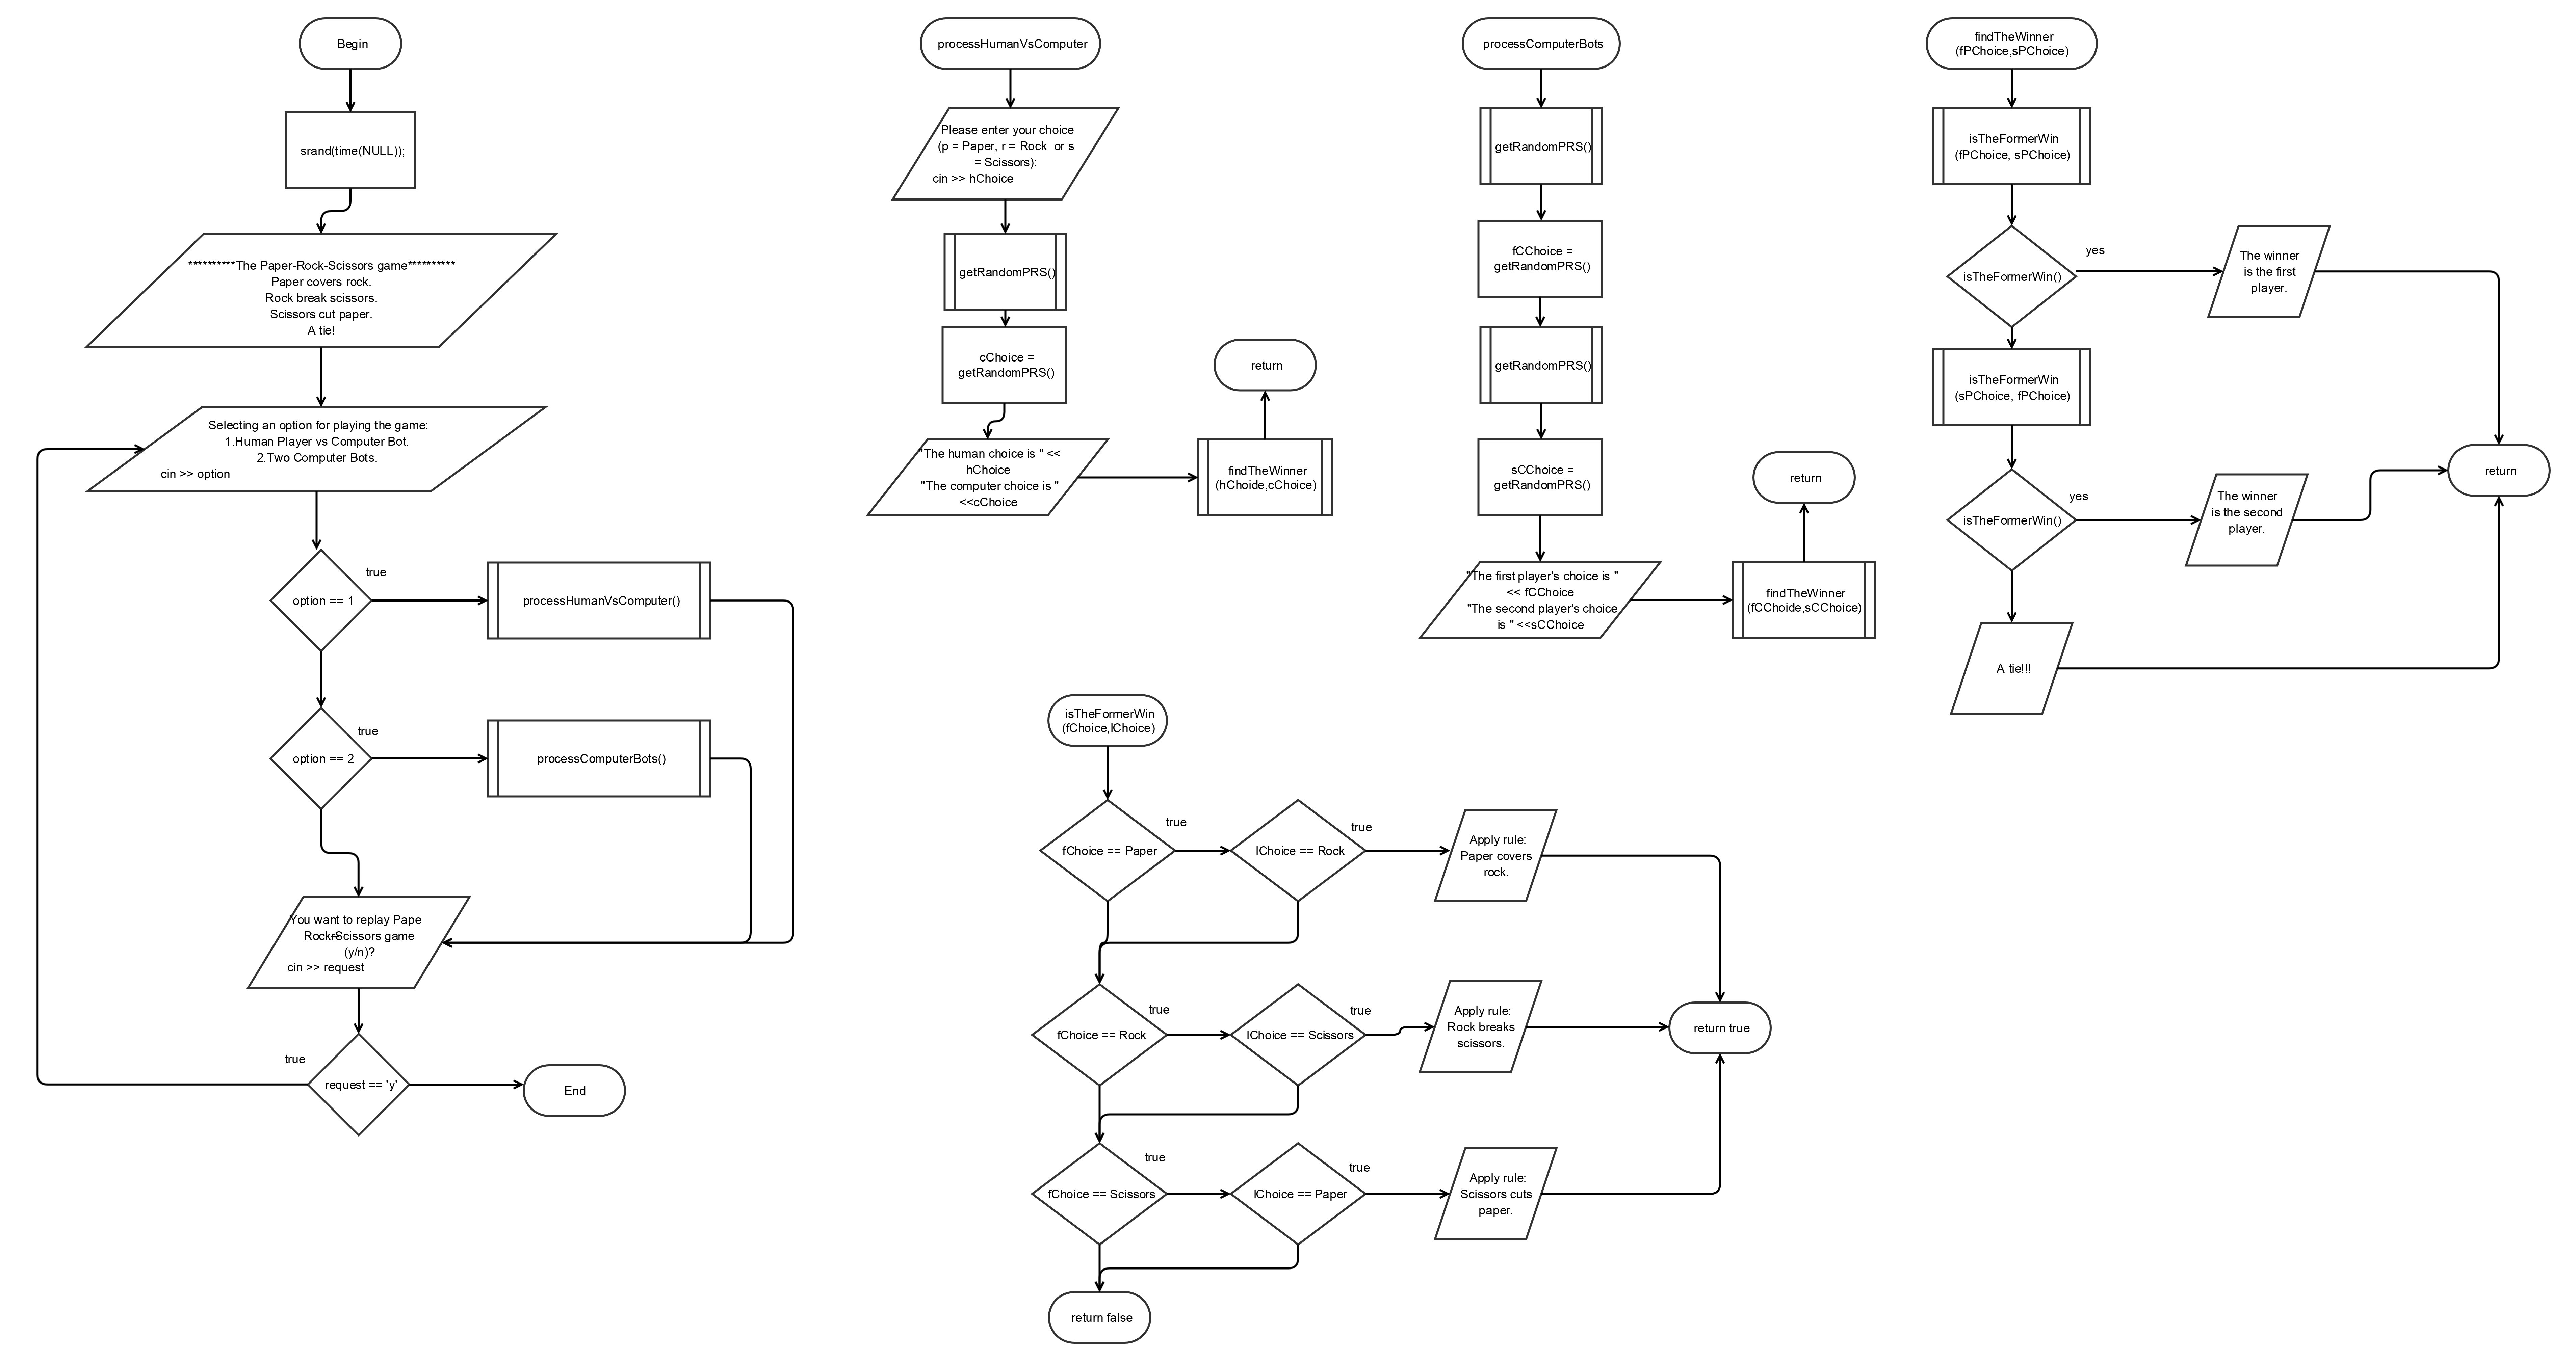 Begin
srand(time(NULL));
**********The Paper-Rock-Scissors game**********
Paper covers rock.
Rock break scissors.
Scissors cut paper.
A tie!
Selecting an option for playing the game:
1.Human Player vs Computer Bot.
2.Two Computer Bots.
cin >> option
option == 1
true
processHumanVsComputer()
option == 2
true
processComputerBots()
You want to replay Pape
Rock-rScissors game
(y/n)?
cin >> request
request == 'y'
true
End
processHumanVsComputer
Please enter your choice
(p = Paper, r = Rock  or s
= Scissors):
cin >> hChoice
getRandomPRS()
cChoice =
getRandomPRS()
"The human choice is " <<
hChoice
"The computer choice is "
<<cChoice
findTheWinner
(hChoide,cChoice)
return
processComputerBots
getRandomPRS()
fCChoice =
getRandomPRS()
getRandomPRS()
sCChoice =
getRandomPRS()
"The first player's choice is "
<< fCChoice
"The second player's choice
is " <<sCChoice
findTheWinner
(fCChoide,sCChoice)
return
findTheWinner
(fPChoice,sPChoice)
isTheFormerWin
(fPChoice, sPChoice)
isTheFormerWin()
yes
The winner
is the first
player.
isTheFormerWin
(sPChoice, fPChoice)
isTheFormerWin()
yes
The winner
is the second
player.
return
A tie!!!
isTheFormerWin
(fChoice,lChoice)
fChoice == Paper
true
lChoice == Rock
true
Apply rule:
Paper covers
rock.
fChoice == Rock
true
lChoice == Scissors
true
Apply rule:
Rock breaks
scissors.
return true
fChoice == Scissors
true
lChoice == Paper
true
Apply rule:
Scissors cuts
paper.
return false